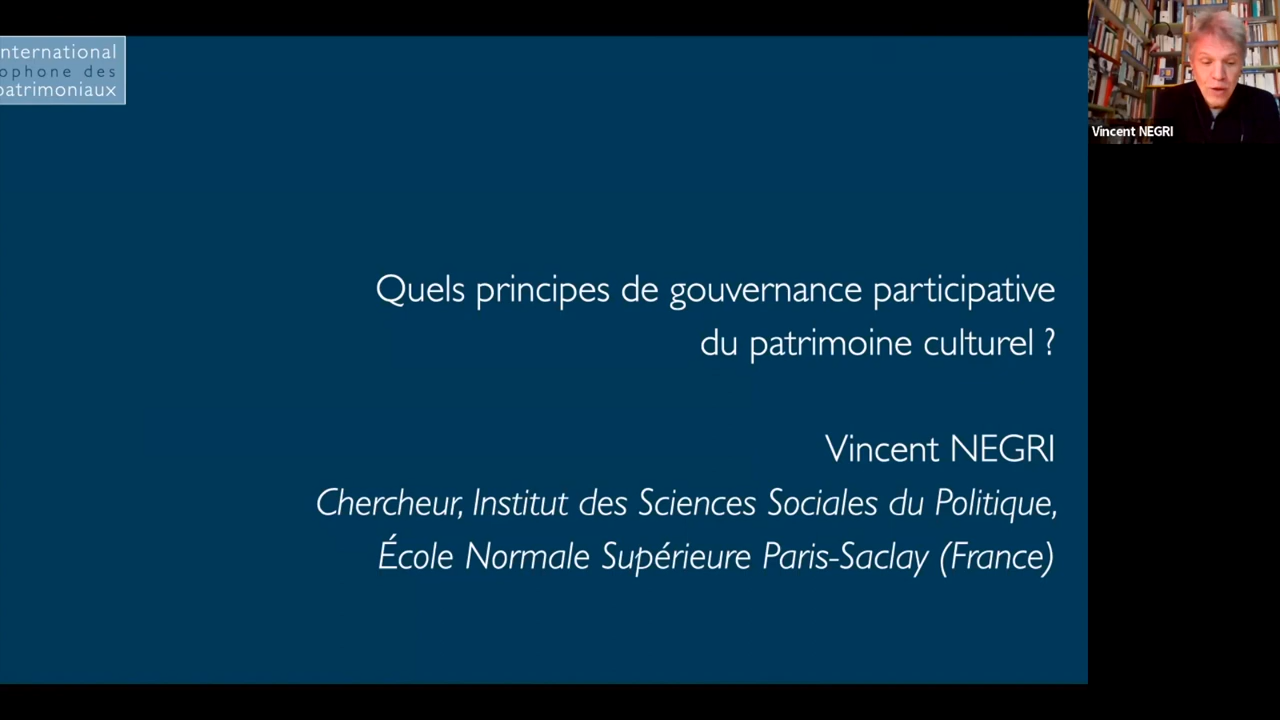 nternational
ophone des
patrimoniaux
Vincent NEGRI
Quels principes de gouvernance participative
du patrimoine culturel ?
Vincent NEGRI
Chercheur, Institut des Sciences Sociales du Politique,
École Normale Supérieure Paris-Saclay (France)